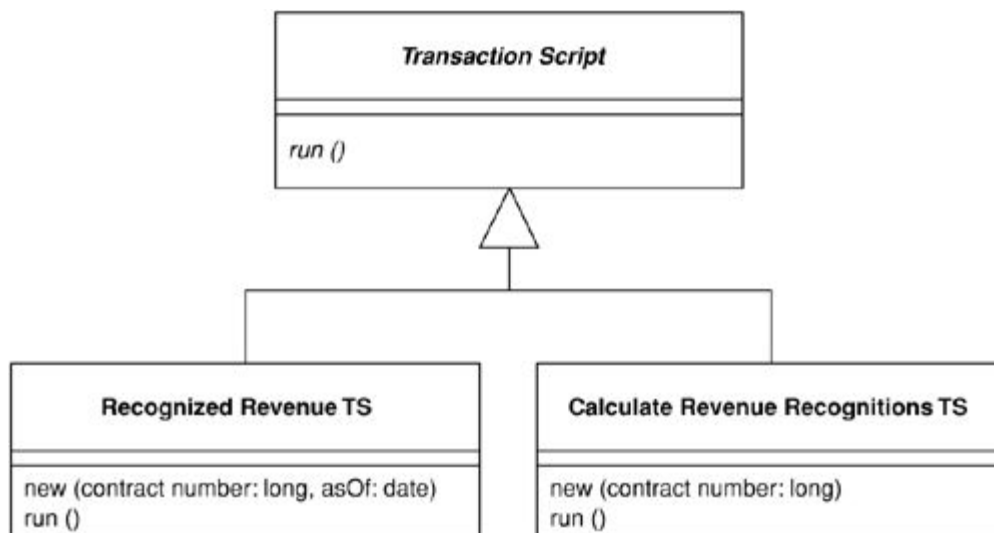 Transaction Script
run ()
Recognized Revenue TS
new (contract number: long, asOf: date)
run ()
Calculate Revenue Recognitions TS
new (contract number: long)
run ()